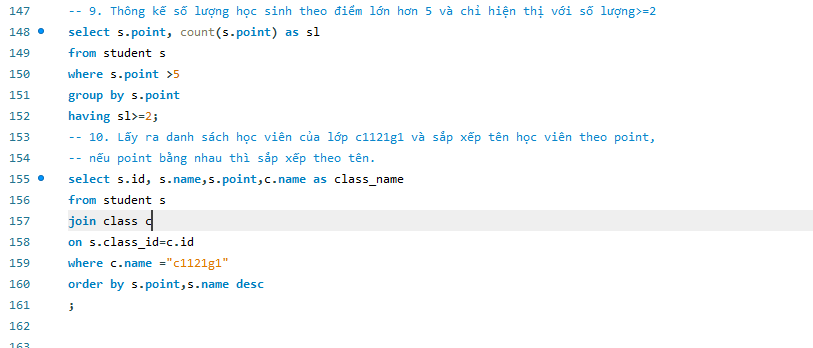 147 -- 9. Thông kế số lượng học sinh theo điểm lớn hơn 5 và chỉ hiện thị với số lượng>=2
148 select s.point, count(s.point) as sl
149 from student s
150 where s.point >5
151 group by s.point
152 having sl>=2;
153 -- 10. Lấy ra danh sách học viên của lớp c1121g1 và sắp xếp tên học viên theo point,
154 -- nếu point bằng nhau thì sắp xếp theo tên.
155 select s.id, s.name,s.point,c.name as class_name
156 from student s
157 join class c
158 on s.class_id=c.id
159 where c.name ="c1121g1"
160 order by s.point,s.name desc
161 ;
162
163